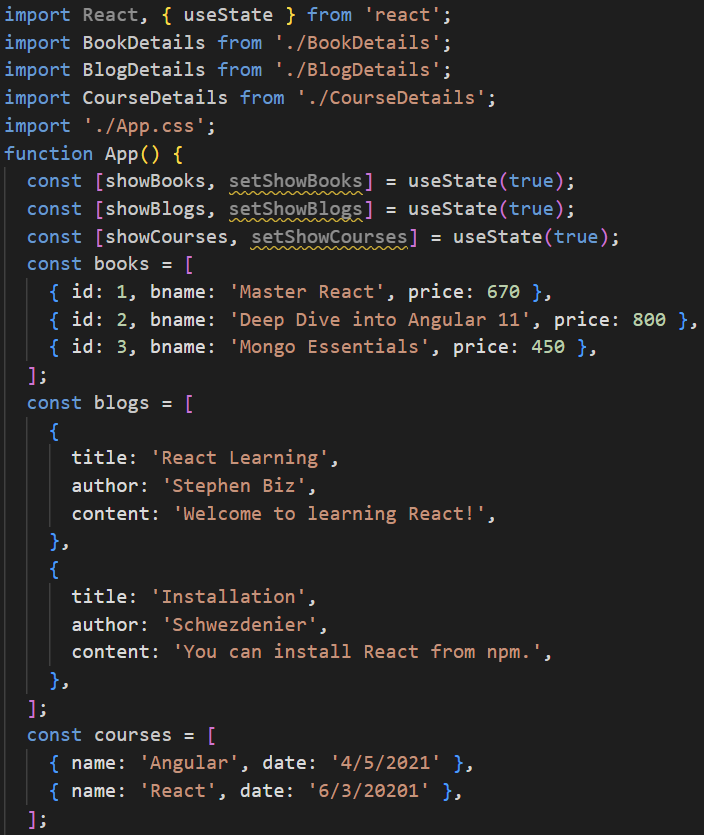 import React, { useState } from 'react';
import BookDetails from './BookDetails';
import BlogDetails from './BlogDetails';
import CourseDetails from './CourseDetails';
import './App.css';
function App() {
  const [showBooks, setShowBooks] = useState(true);
  const [showBlogs, setShowBlogs] = useState(true);
  const [showCourses, setShowCourses] = useState(true);
  const books = [
    { id: 1, bname: 'Master React', price: 670 },
    { id: 2, bname: 'Deep Dive into Angular 11', price: 800 },
    { id: 3, bname: 'Mongo Essentials', price: 450 },
  ];
  const blogs = [
    {
      title: 'React Learning',
      author: 'Stephen Biz',
      content: 'Welcome to learning React!',
    },
    {
      title: 'Installation',
      author: 'Schwezdenier',
      content: 'You can install React from npm.',
    },
  ];
  const courses = [
    { name: 'Angular', date: '4/5/2021' },
    { name: 'React', date: '6/3/20201' },
  ];